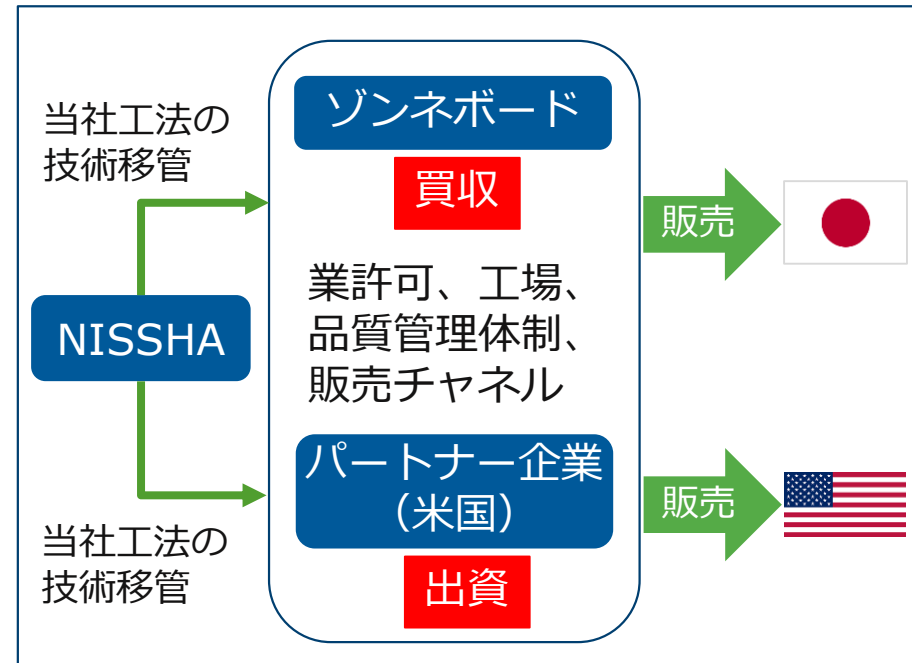 当社工法の
技術移管
NISSHA
当社工法の
技術移管
ゾンネボード
買収
業許可、工場、
品質管理体制、
販売チャネル
パートナー企業
（米国）
出資
販売
販売